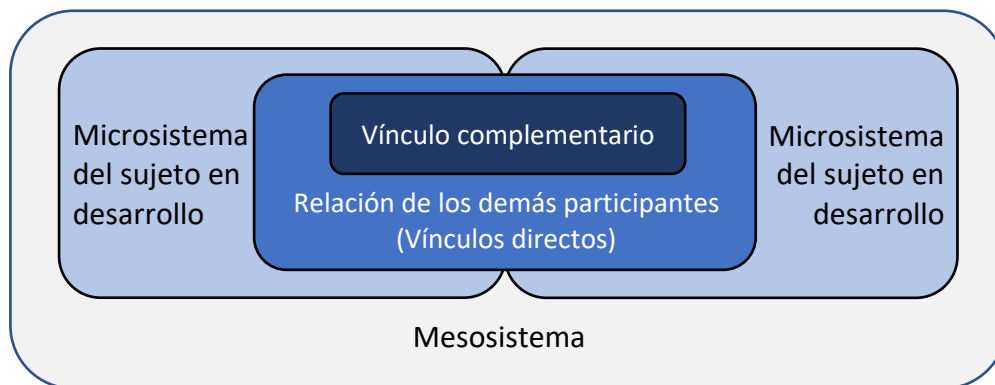 Microsistema
del sujeto en
desarrollo
Vínculo complementario
Relación de los demás participantes
(Vínculos directos)
Microsistema
del sujeto en
desarrollo
Mesosistema